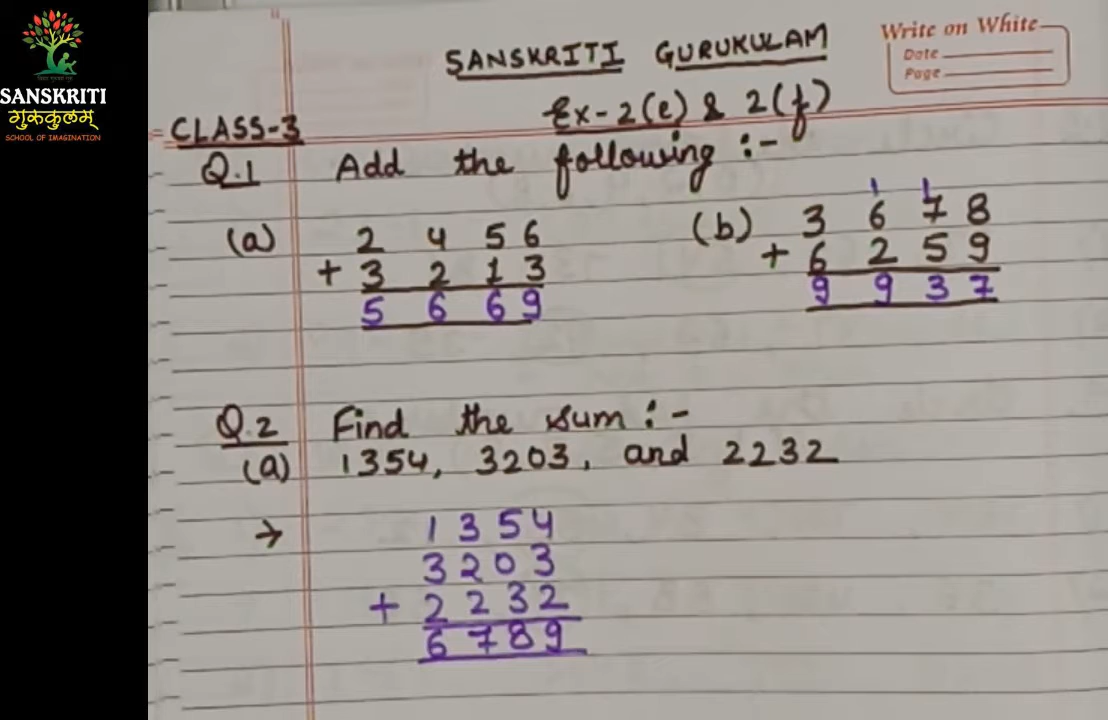 SANSKRITI
गुरुकुलम्
SCHOOL OF IMAGINATION
Write on White
Date
Page
SANSKRITI GURUKULAM
Ex-2(e) & 2(f)
CLASS-3
Q.1 Add the following :-
(a) 2 4 5 6
+ 3 2 1 3
5 6 6 9
(b) 1 1
3 6 7 8
+ 6 2 5 9
9 9 3 7
Q.2 Find the sum :-
(a) 1354, 3203, and 2232
→ 1 3 5 4
3 2 0 3
+ 2 2 3 2
6 7 8 9